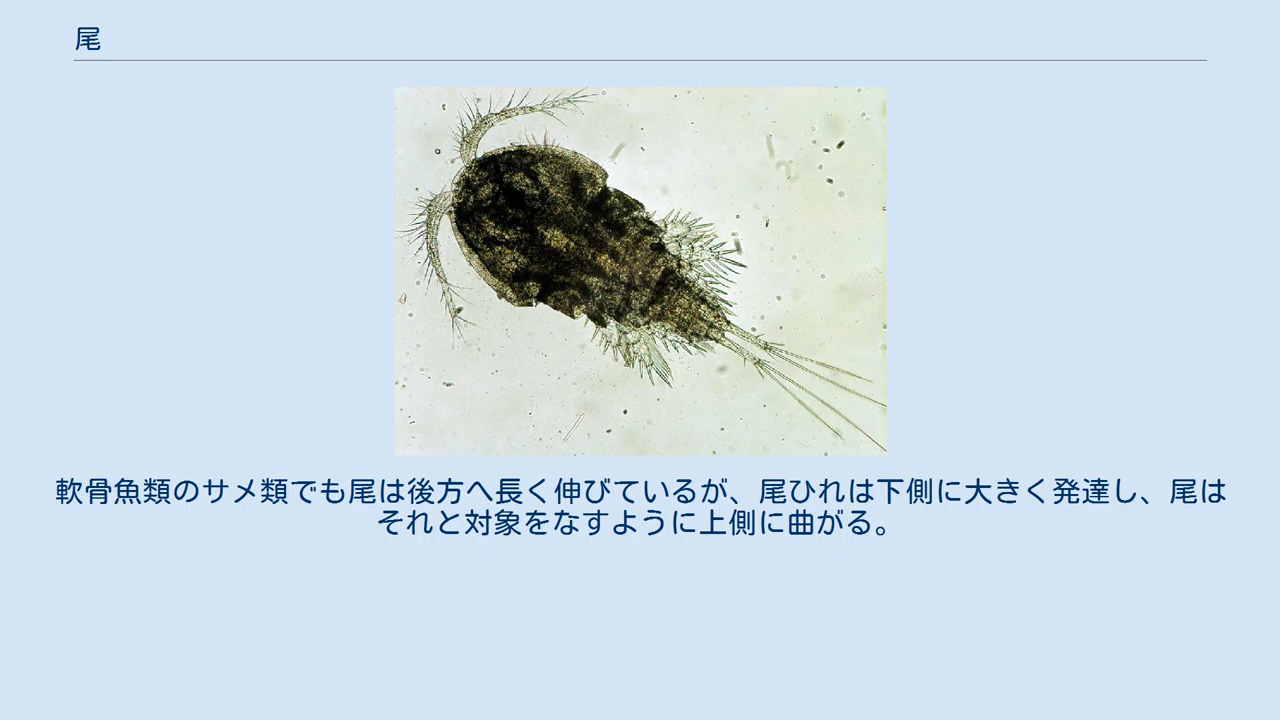 尾
軟骨魚類のサメ類でも尾は後方へ長く伸びているが、尾ひれは下側に大きく発達し、尾は
それと対象をなすように上側に曲がる。